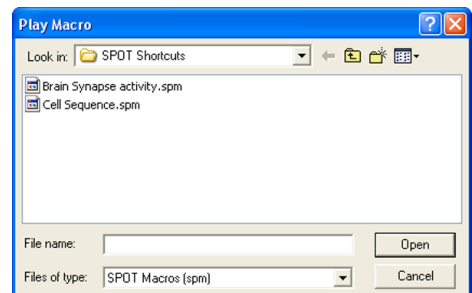 Play Macro
Look in: SPOT Shortcuts
Brain Synapse activity.spm
Cell Sequence.spm
File name: Open
Files of type: SPOT Macros (spm) Cancel